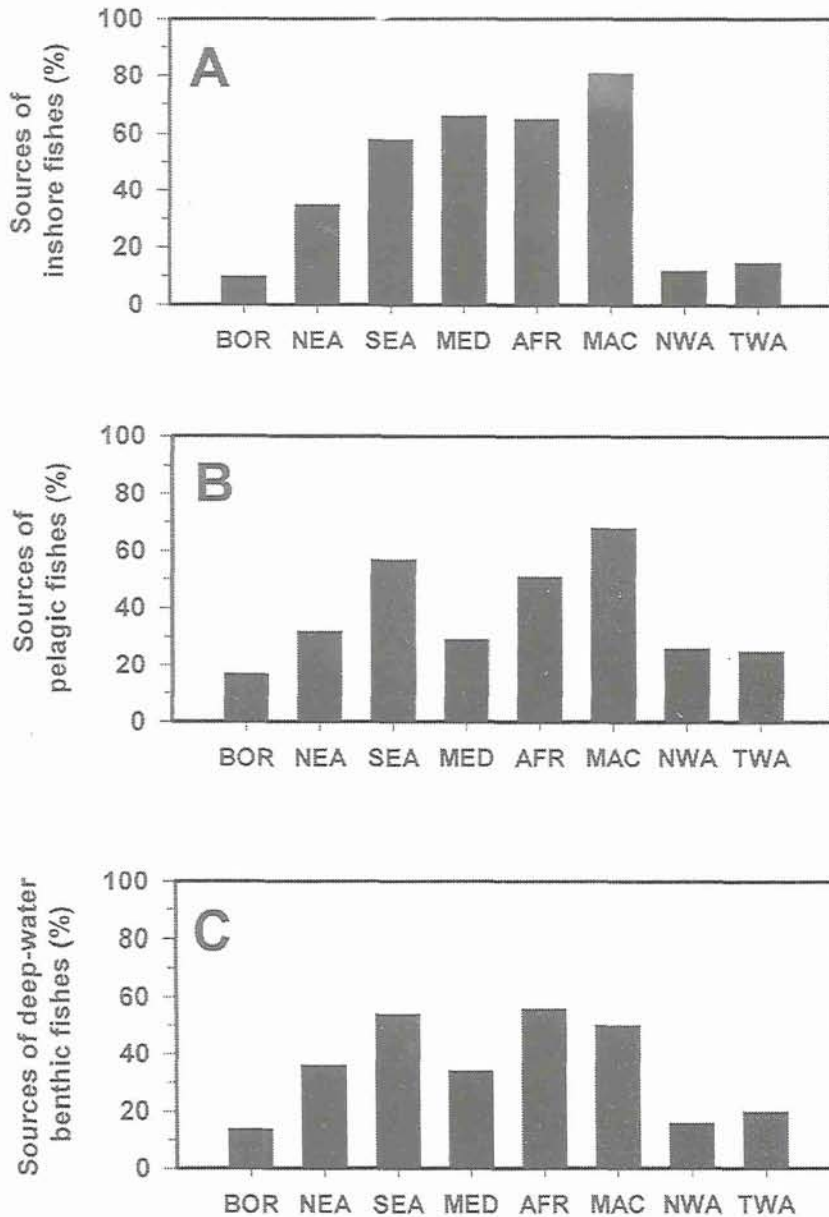 Sources of
inshore fishes (%)
100
80
60
40
20
0
A
BOR NEA SEA MED AFR MAC NWA TWA
Sources of
pelagic fishes (%)
100
80
60
40
20
0
B
BOR NEA SEA MED AFR MAC NWA TWA
Sources of deep-water
benthic fishes (%)
100
80
60
40
20
0
C
BOR NEA SEA MED AFR MAC NWA TWA